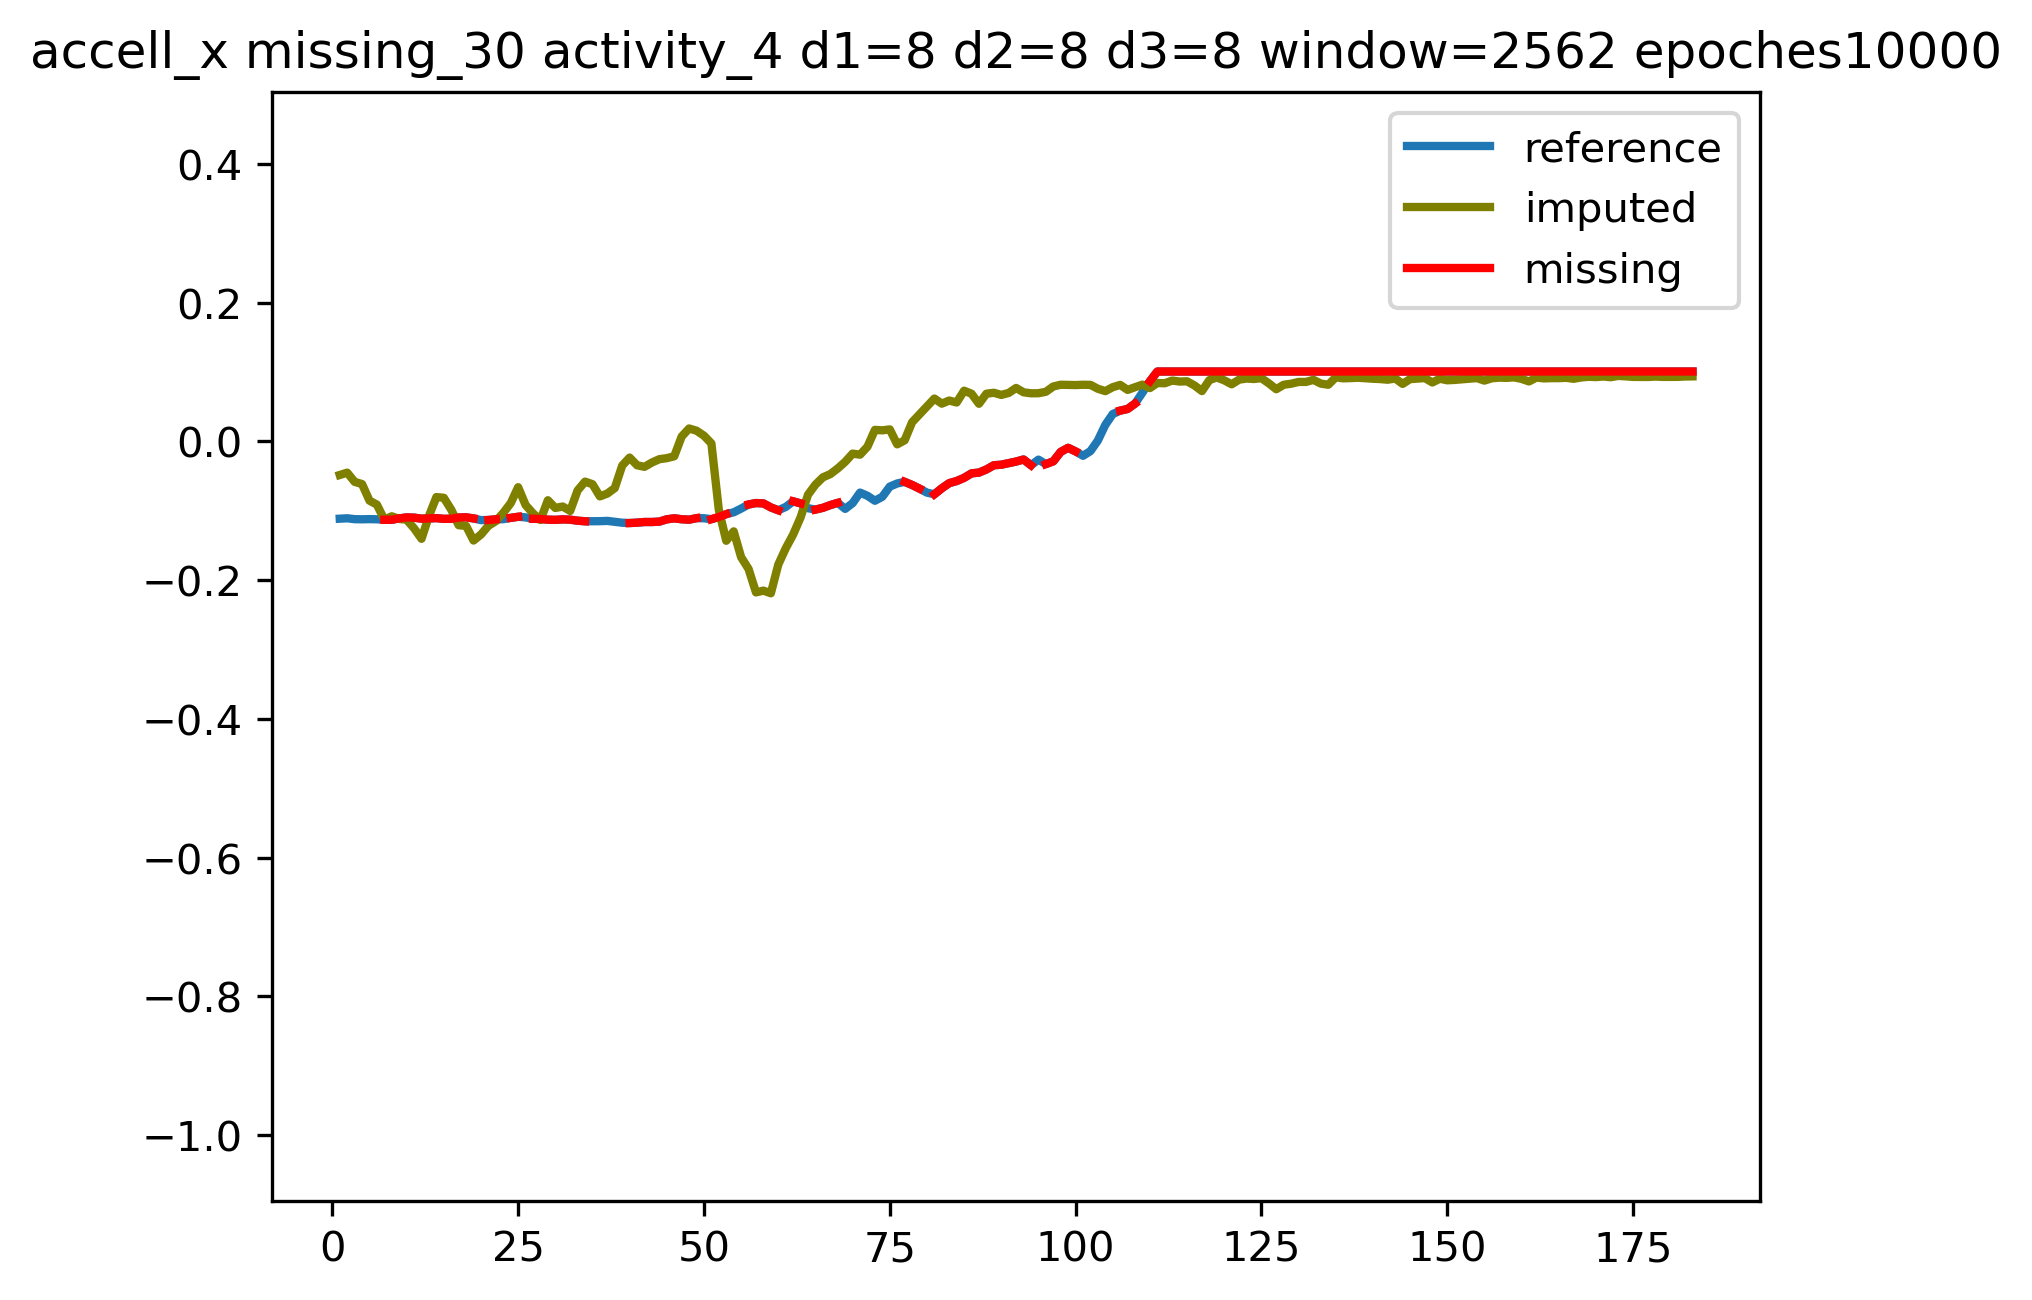 accell_x missing_30 activity_4 d1=8 d2=8 d3=8 window=2562 epoches10000
reference
imputed
missing
0.4
0.2
0.0
−0.2
−0.4
−0.6
−0.8
−1.0
0 25 50 75 100 125 150 175